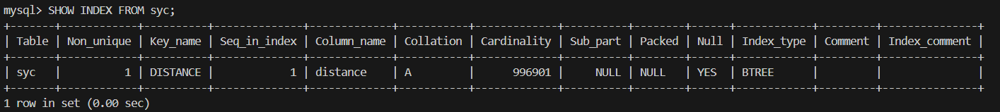 mysql> SHOW INDEX FROM syc;
+-------+------------+----------+--------------+-------------+-----------+-------------+----------+--------+------+------------+---------+---------------+
| Table | Non_unique | Key_name | Seq_in_index | Column_name | Collation | Cardinality | Sub_part | Packed | Null | Index_type | Comment | Index_comment |
+-------+------------+----------+--------------+-------------+-----------+-------------+----------+--------+------+------------+---------+---------------+
| syc   |          1 | DISTANCE |            1 | distance    | A         |      996901 |     NULL | NULL   | YES  | BTREE      |         |               |
+-------+------------+----------+--------------+-------------+-----------+-------------+----------+--------+------+------------+---------+---------------+
1 row in set (0.00 sec)